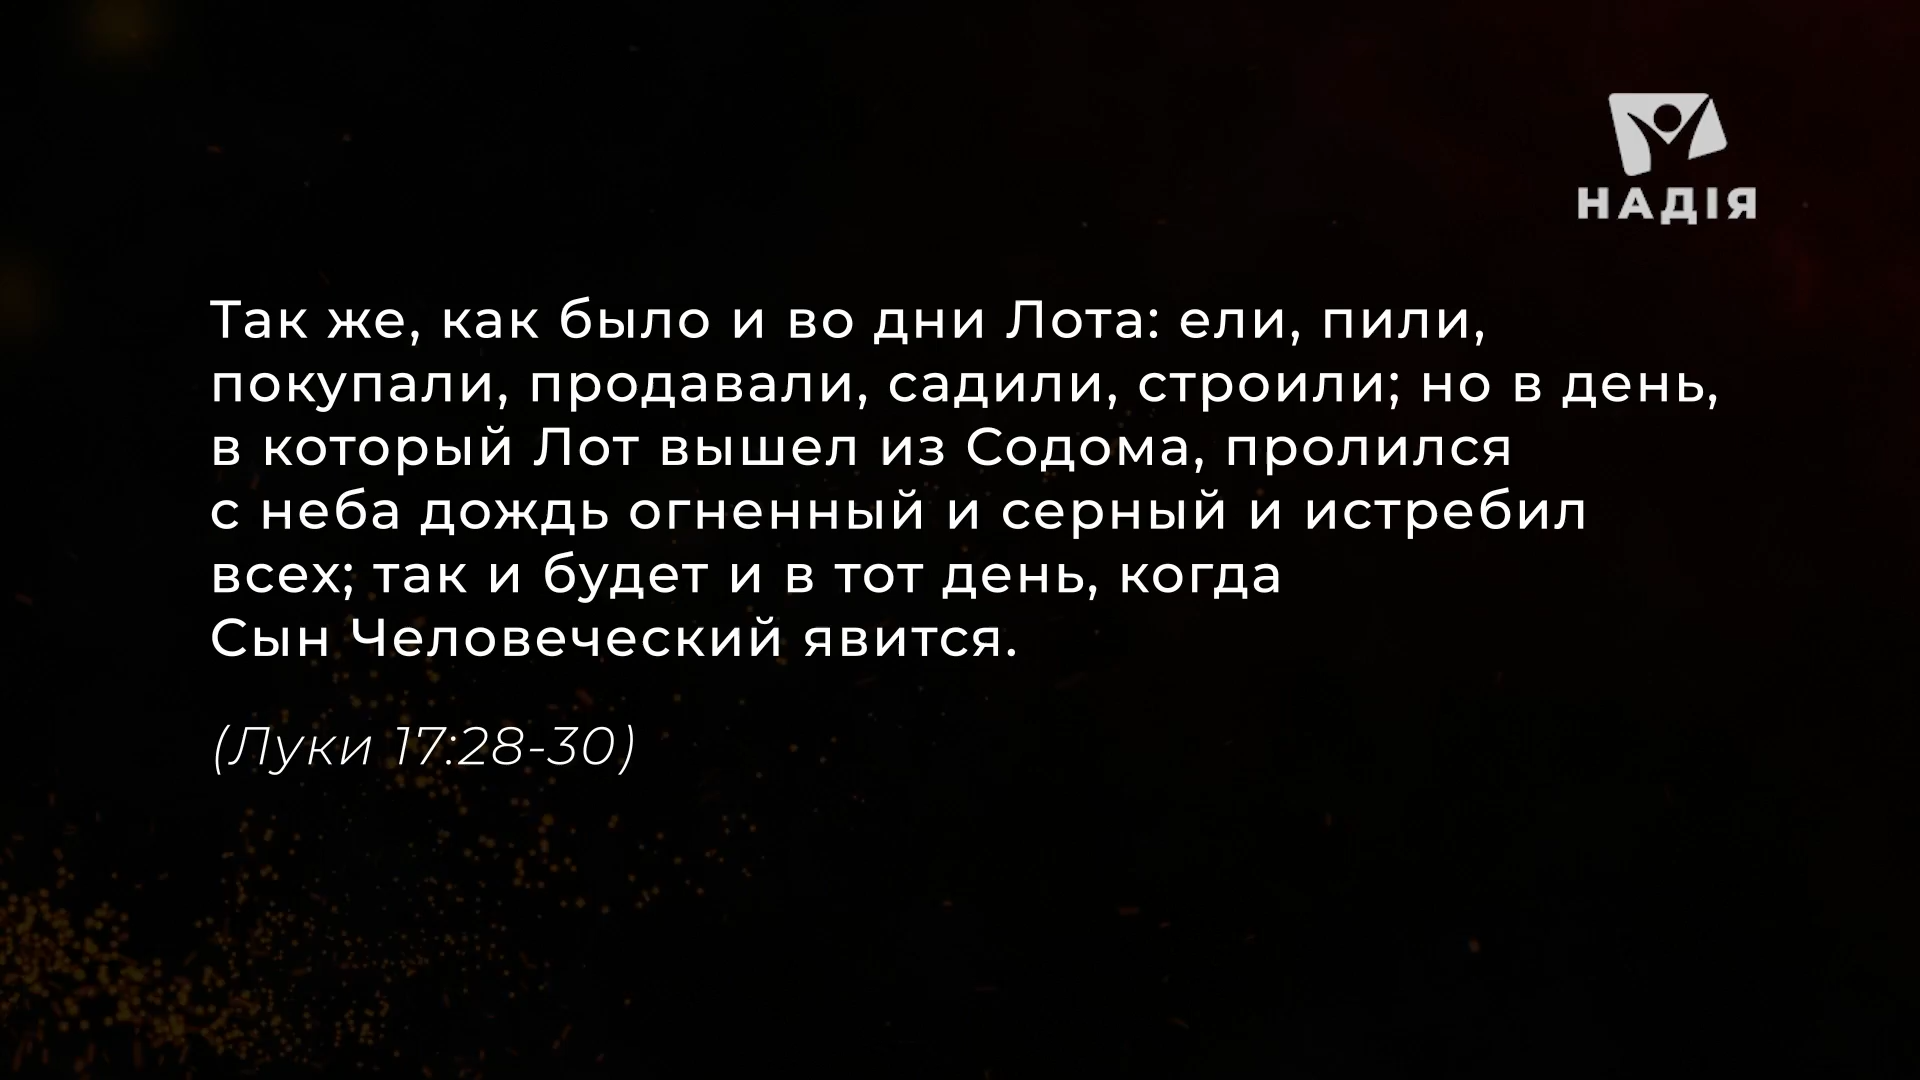 НАДІЯ
Так же, как было и во дни Лота: ели, пили,
покупали, продавали, садили, строили; но в день,
в который Лот вышел из Содома, пролился
с неба дождь огненный и серный и истребил
всех; так и будет и в тот день, когда
Сын Человеческий явится.
(Луки 17:28-30)